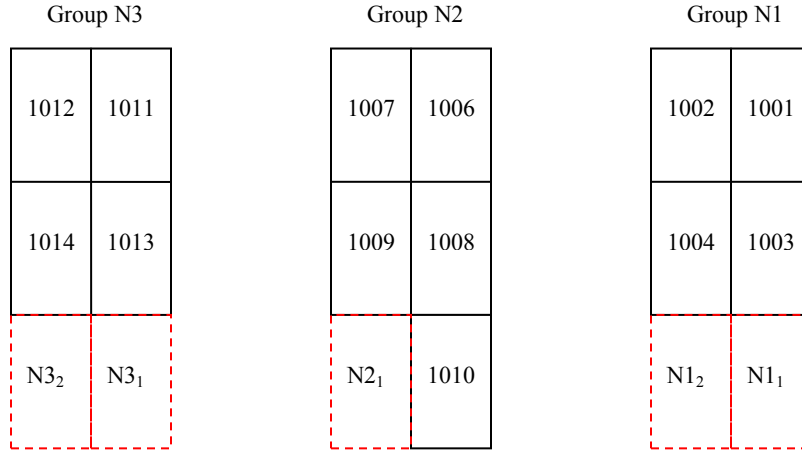 Group N3 Group N2 Group N1
1012 1011 1007 1006 1002 1001
1014 1013 1009 1008 1004 1003
N3₂ N3₁ N2₁ 1010 N1₂ N1₁